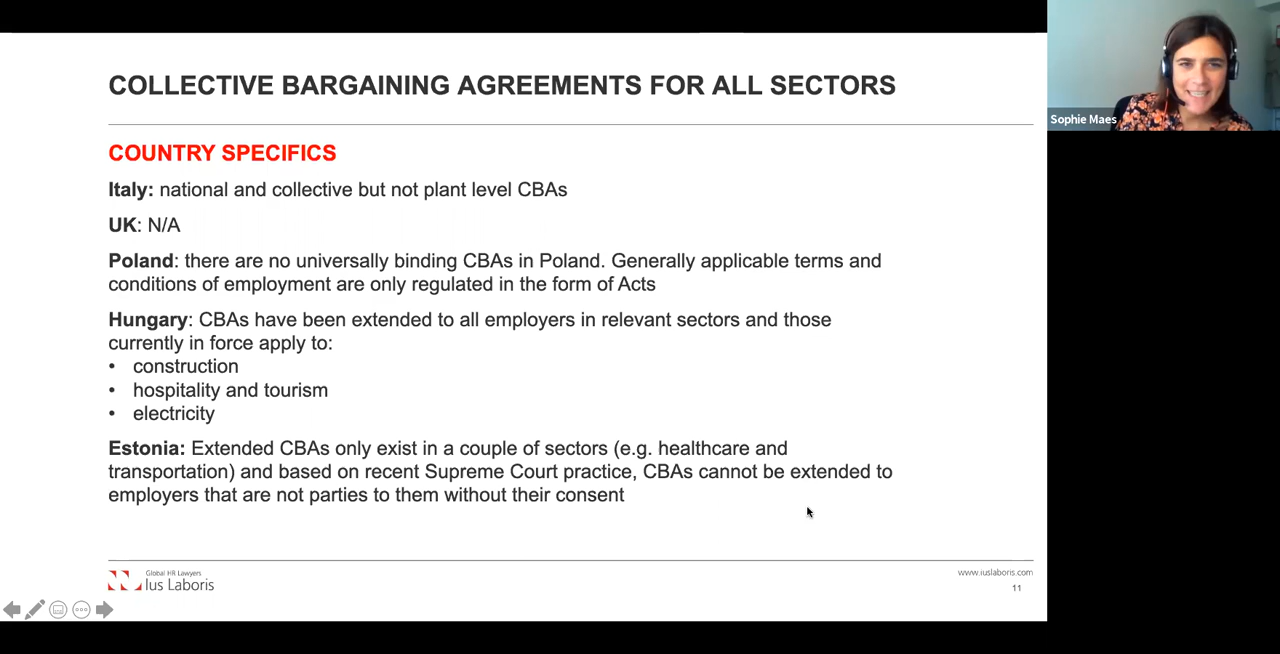 COLLECTIVE BARGAINING AGREEMENTS FOR ALL SECTORS
COUNTRY SPECIFICS
Italy: national and collective but not plant level CBAs
UK: N/A
Poland: there are no universally binding CBAs in Poland. Generally applicable terms and
conditions of employment are only regulated in the form of Acts
Hungary: CBAs have been extended to all employers in relevant sectors and those
currently in force apply to:
• construction
• hospitality and tourism
• electricity
Estonia: Extended CBAs only exist in a couple of sectors (e.g. healthcare and
transportation) and based on recent Supreme Court practice, CBAs cannot be extended to
employers that are not parties to them without their consent
Global HR Lawyers
Ius Laboris
www.iuslaboris.com
11
Sophie Maes